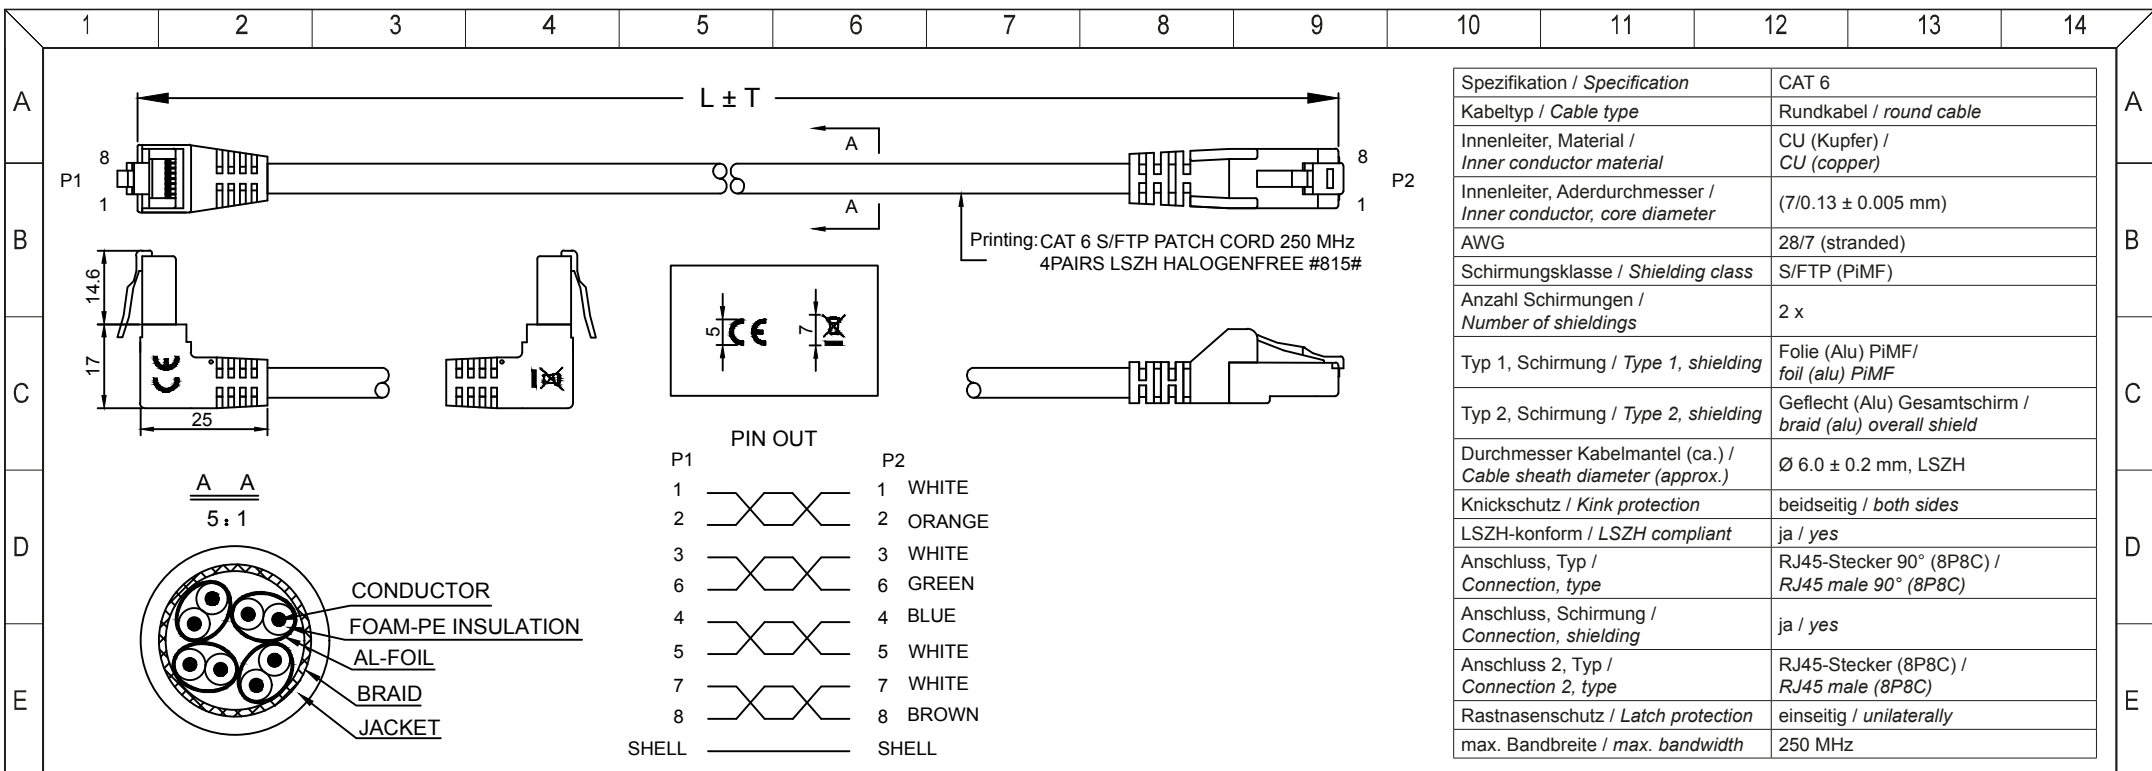 1 2 3 4 5 6 7 8 9 10 11 12 13 14
A A
B B
C C
D D
E E
L ± T
A
A
8
P1
1
8
P2
1
Printing: CAT 6 S/FTP PATCH CORD 250 MHz
4PAIRS LSZH HALOGENFREE #815#
14.6
17
25
CE
5
CE
7
PIN OUT
P1 P2
1 1 WHITE
2 2 ORANGE
3 3 WHITE
6 6 GREEN
4 4 BLUE
5 5 WHITE
7 7 WHITE
8 8 BROWN
SHELL SHELL
A A
5:1
CONDUCTOR
FOAM-PE INSULATION
AL-FOIL
BRAID
JACKET
Spezifikation / Specification CAT 6
Kabeltyp / Cable type Rundkabel / round cable
Innenleiter, Material / CU (Kupfer) /
Inner conductor material CU (copper)
Innenleiter, Aderdurchmesser /
Inner conductor, core diameter (7/0.13 ± 0.005 mm)
AWG 28/7 (stranded)
Schirmungsklasse / Shielding class S/FTP (PiMF)
Anzahl Schirmungen /
Number of shieldings 2 x
Typ 1, Schirmung / Type 1, shielding Folie (Alu) PiMF/
foil (alu) PiMF
Typ 2, Schirmung / Type 2, shielding Geflecht (Alu) Gesamtschirm /
braid (alu) overall shield
Durchmesser Kabelmantel (ca.) /
Cable sheath diameter (approx.) Ø 6.0 ± 0.2 mm, LSZH
Knickschutz / Kink protection beidseitig / both sides
LSZH-konform / LSZH compliant ja / yes
Anschluss, Typ / RJ45-Stecker 90° (8P8C) /
Connection, type RJ45 male 90° (8P8C)
Anschluss, Schirmung /
Connection, shielding ja / yes
Anschluss 2, Typ / RJ45-Stecker (8P8C) /
Connection 2, type RJ45 male (8P8C)
Rastnasenschutz / Latch protection einseitig / unilaterally
max. Bandbreite / max. bandwidth 250 MHz